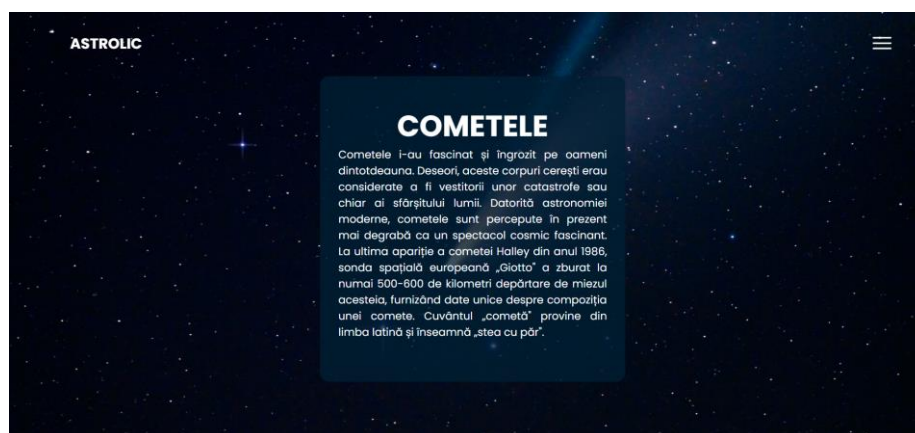 ASTROLIC
COMETELE
Cometele i-au fascinat și îngrozit pe oameni
dintotdeauna. Deseori, aceste corpuri cerești erau
considerate a fi vestitorii unor catastrofe sau
chiar ai sfârșitului lumii. Datorită astronomiei
moderne, cometele sunt percepute în prezent
mai degrabă ca un spectacol cosmic fascinant.
La ultima apariție a cometei Halley din anul 1986,
sonda spațială europeană „Giotto" a zburat la
numai 500-600 de kilometri depărtare de miezul
acesteia, furnizând date unice despre compoziția
unei comete. Cuvântul „cometă" provine din
limba latină și înseamnă „stea cu păr".